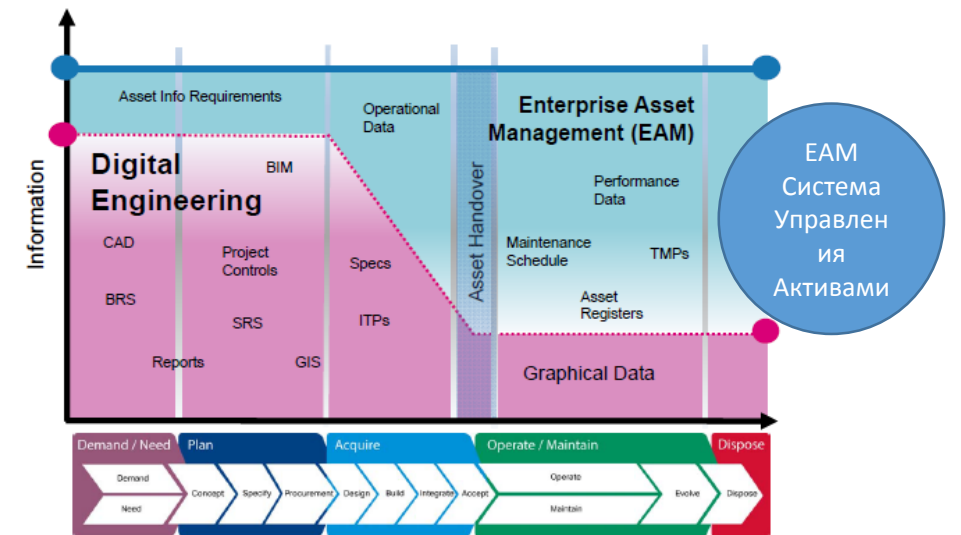 Information
Asset Info Requirements
Operational
Data
Enterprise Asset
Management (EAM)
Digital
Engineering
BIM
CAD
BRS
Project
Controls
SRS
Reports
GIS
Specs
ITPs
Asset Handover
Performance
Data
Maintenance
Schedule
TMPs
Asset
Registers
Graphical Data
EAM
Система
Управлен
ия
Активами
Demand / Need
Plan
Acquire
Operate / Maintain
Dispose
Demand
Need
Concept
Specify
Procurement
Design
Build
Integrate
Accept
Operate
Maintain
Evolve
Dispose